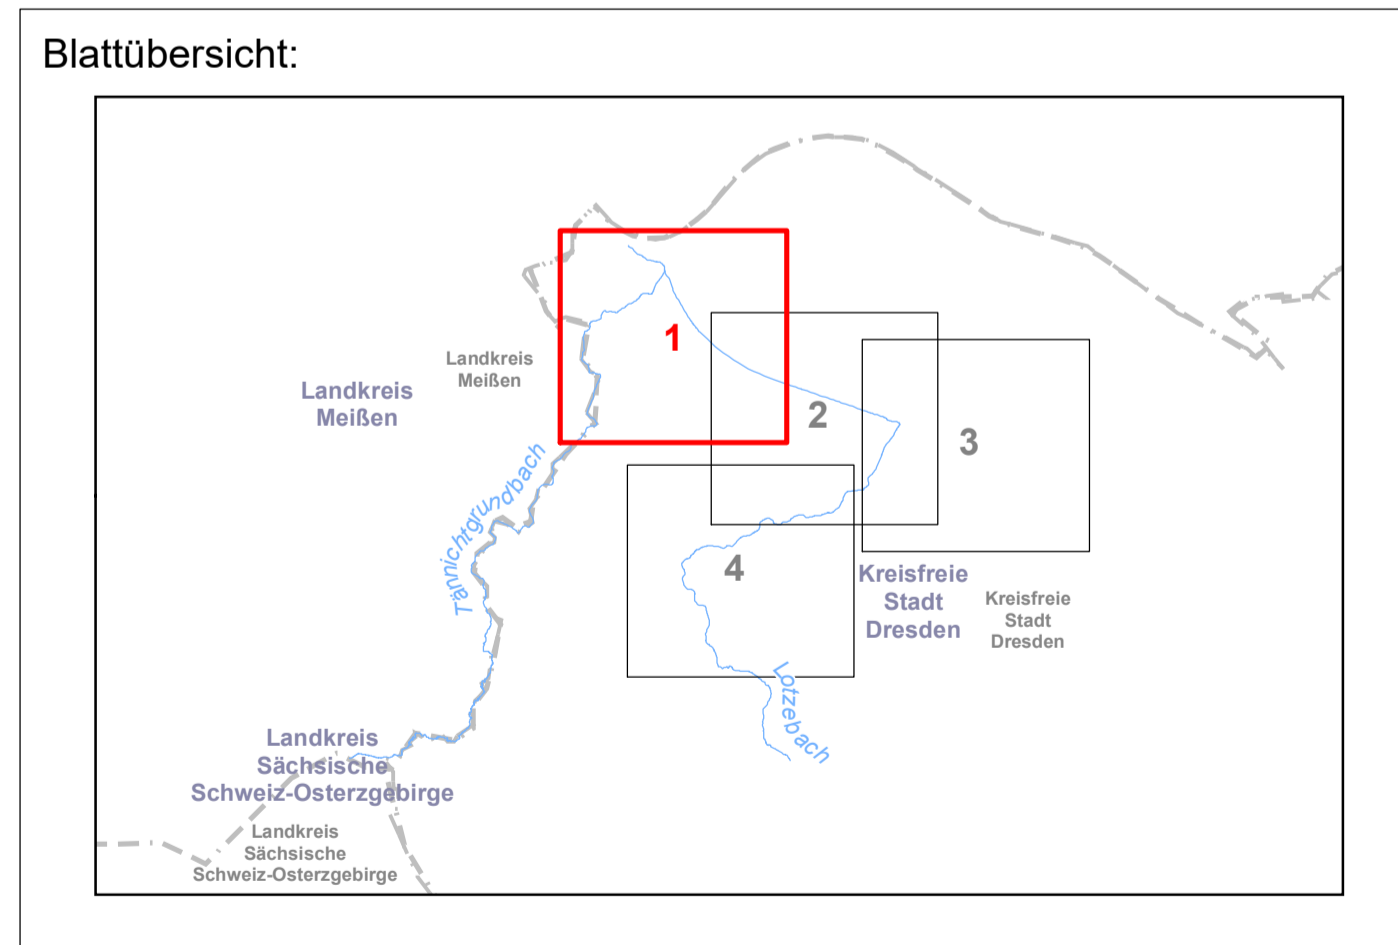 Blattübersicht:
1
Landkreis
Meißen
Landkreis
Meißen
2
3
Tännichtgrundbach
4
Kreisfreie
Stadt
Dresden
Kreisfreie
Stadt
Dresden
Lotzebach
Landkreis
Sächsische
Schweiz-Osterzgebirge
Landkreis
Sächsische
Schweiz-Osterzgebirge